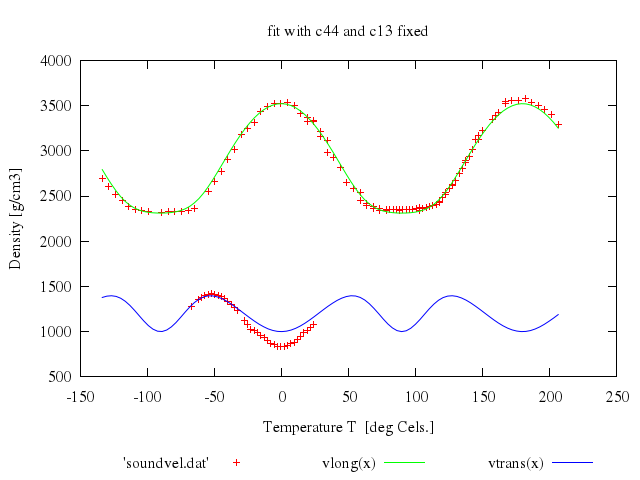 fit with c44 and c13 fixed
4000
3500
3000
2500
2000
1500
1000
500
Density [g/cm3]
-150 -100 -50 0 50 100 150 200 250
Temperature T [deg Cels.]
'soundvel.dat' vlong(x) vtrans(x)